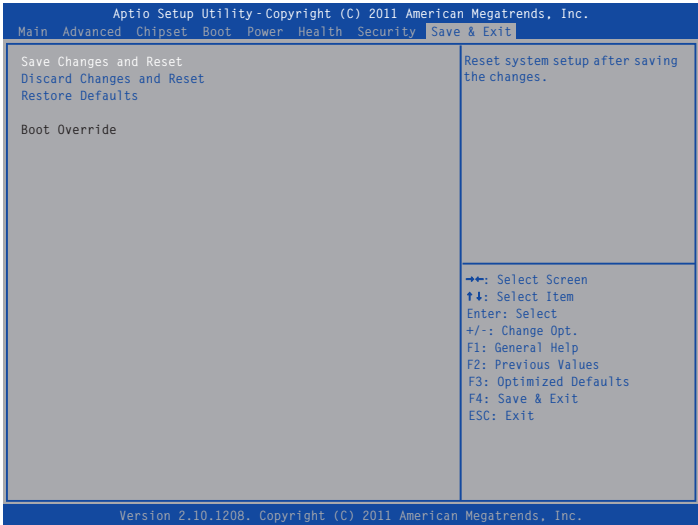 Aptio Setup Utility - Copyright (C) 2011 American Megatrends, Inc.
Main Advanced Chipset Boot Power Health Security Save & Exit
Save Changes and Reset
Discard Changes and Reset
Restore Defaults
Boot Override
Reset system setup after saving
the changes.
→←: Select Screen
↑↓: Select Item
Enter: Select
+/-: Change Opt.
F1: General Help
F2: Previous Values
F3: Optimized Defaults
F4: Save & Exit
ESC: Exit
Version 2.10.1208. Copyright (C) 2011 American Megatrends, Inc.